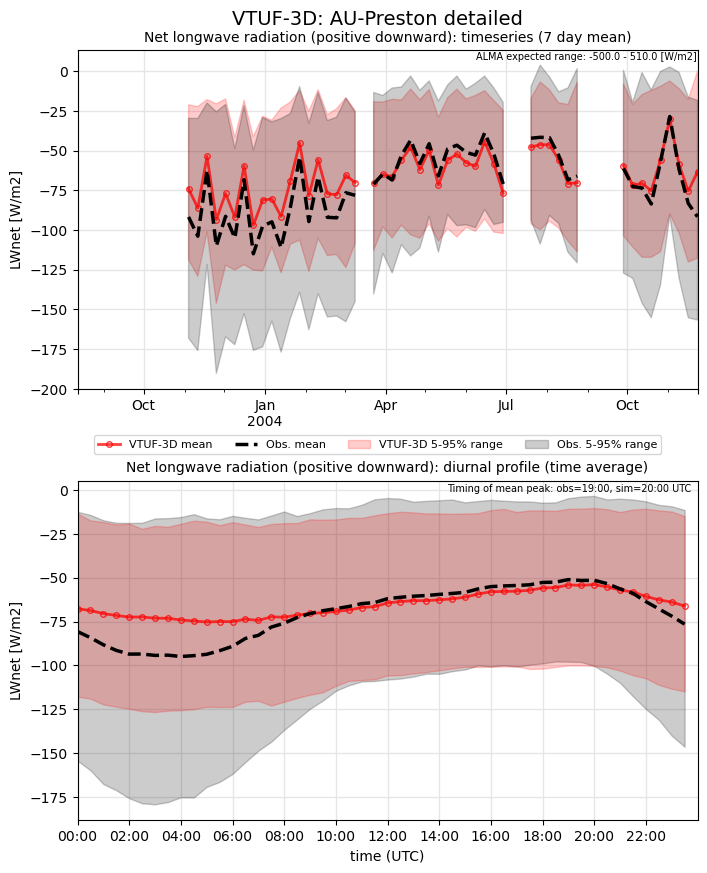 VTUF-3D: AU-Preston detailed
Net longwave radiation (positive downward): timeseries (7 day mean)
ALMA expected range: -500.0 - 510.0 [W/m2]
0
−25
−50
−75
−100
−125
−150
−175
−200
LWnet [W/m2]
Oct Jan Apr Jul Oct
2004
VTUF-3D mean Obs. mean VTUF-3D 5-95% range Obs. 5-95% range
Net longwave radiation (positive downward): diurnal profile (time average)
Timing of mean peak: obs=19:00, sim=20:00 UTC
0
−25
−50
−75
−100
−125
−150
−175
LWnet [W/m2]
00:00 02:00 04:00 06:00 08:00 10:00 12:00 14:00 16:00 18:00 20:00 22:00
time (UTC)